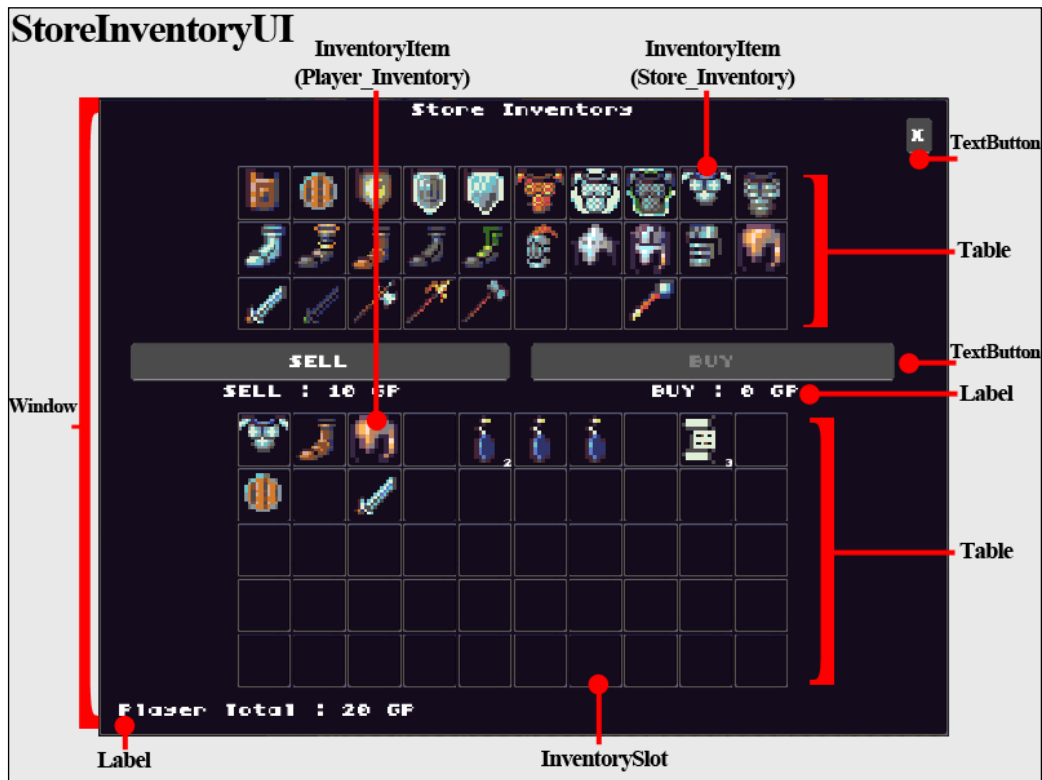 StoreInventoryUI
InventoryItem
(Player_Inventory)
InventoryItem
(Store_Inventory)
Store Inventory
X
TextButton
Table
SELL
BUY
TextButton
SELL : 10 GP
BUY : 0 GP
Label
Window
2
3
Table
Player Total : 20 GP
Label
InventorySlot